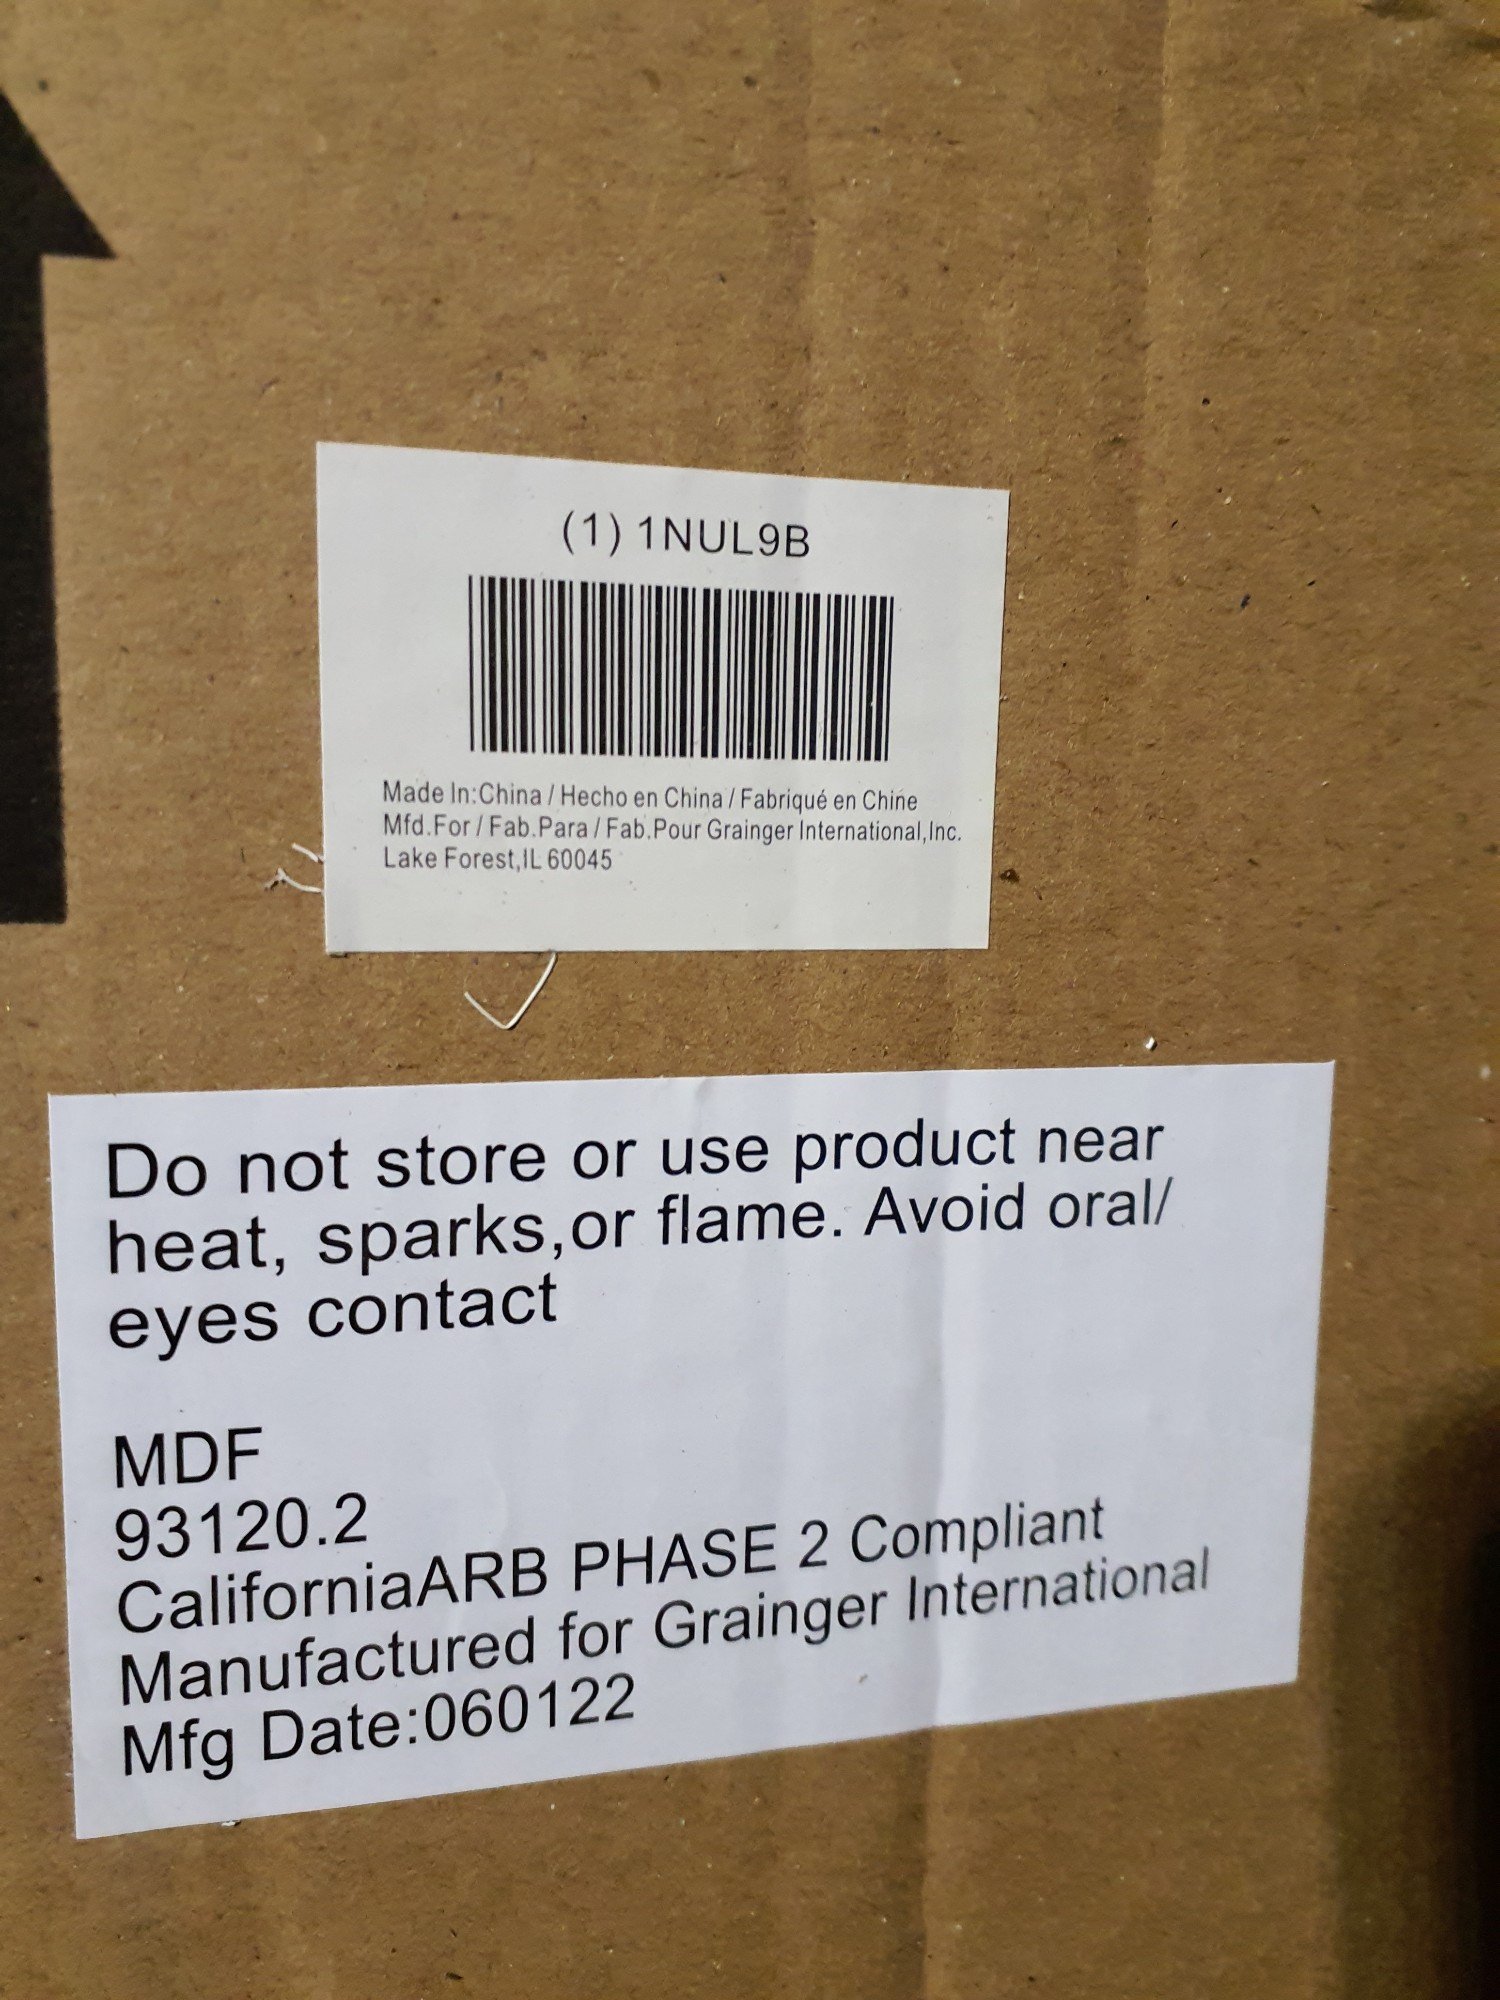 (1) 1NUL9B
Made In:China / Hecho en China / Fabriqué en Chine
Mfd.For / Fab.Para / Fab.Pour Grainger International,Inc.
Lake Forest,IL 60045
Do not store or use product near
heat, sparks,or flame. Avoid oral/
eyes contact
MDF
93120.2
CaliforniaARB PHASE 2 Compliant
Manufactured for Grainger International
Mfg Date:060122